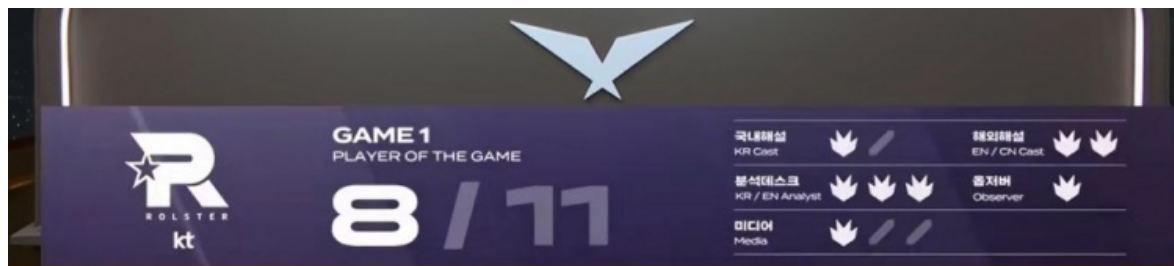 R
ROLSTER
kt
GAME 1
PLAYER OF THE GAME
8 / 11
국내해설
KR Cast
해외해설
EN / CN Cast
분석데스크
KR / EN Analyst
옵저버
Observer
미디어
Media